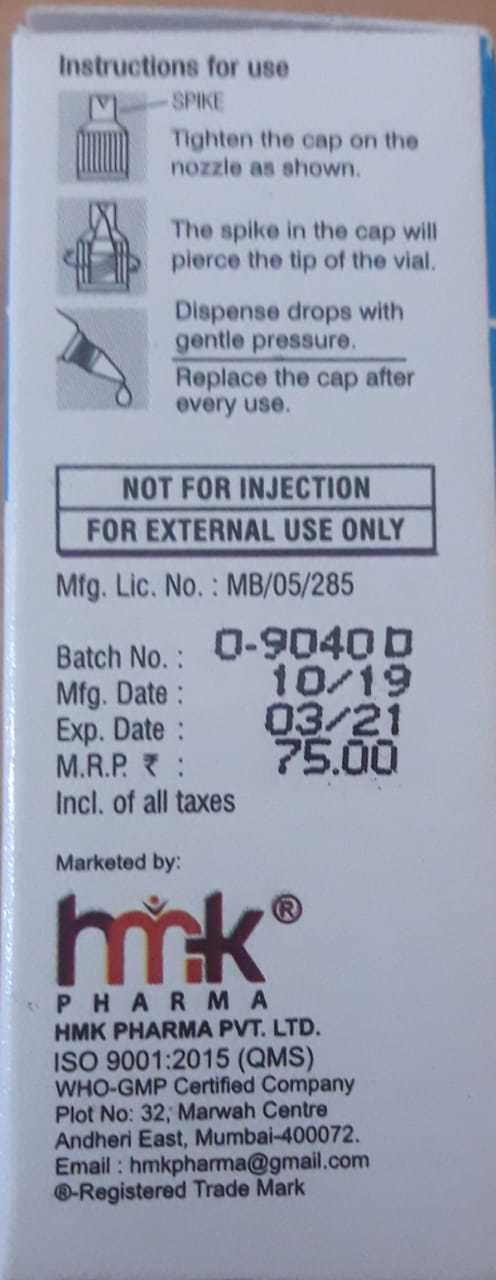 Instructions for use
SPIKE
Tighten the cap on the
nozzle as shown.
The spike in the cap will
pierce the tip of the vial.
Dispense drops with
gentle pressure.
Replace the cap after
every use.
NOT FOR INJECTION
FOR EXTERNAL USE ONLY
Mfg. Lic. No. : MB/05/285
Batch No. : O-9040D
Mfg. Date : 10/19
Exp. Date : 03/21
M.R.P. ₹ : 75.00
Incl. of all taxes
Marketed by:
hmk®
PHARMA
HMK PHARMA PVT. LTD.
ISO 9001:2015 (QMS)
WHO-GMP Certified Company
Plot No: 32, Marwah Centre
Andheri East, Mumbai-400072.
Email : hmkpharma@gmail.com
®-Registered Trade Mark